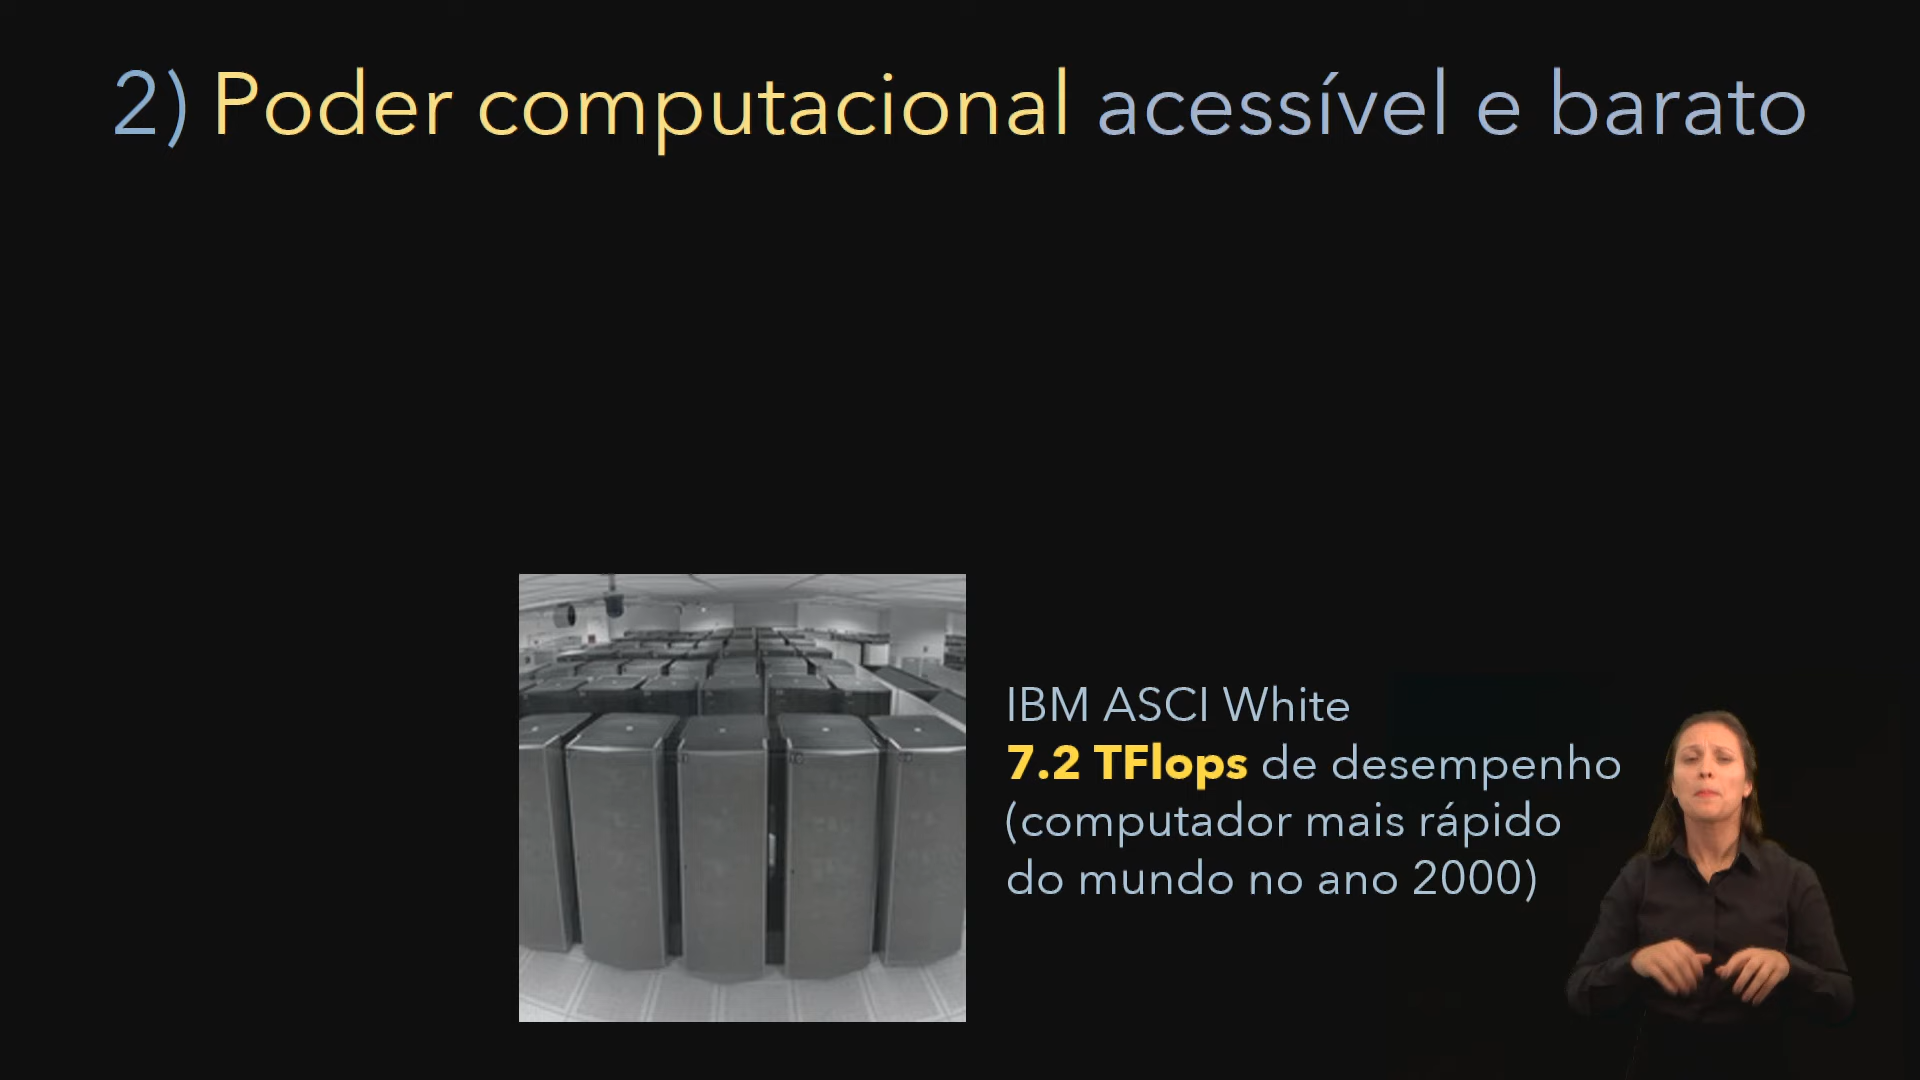 2) Poder computacional acessível e barato
IBM ASCI White
7.2 TFlops de desempenho
(computador mais rápido
do mundo no ano 2000)